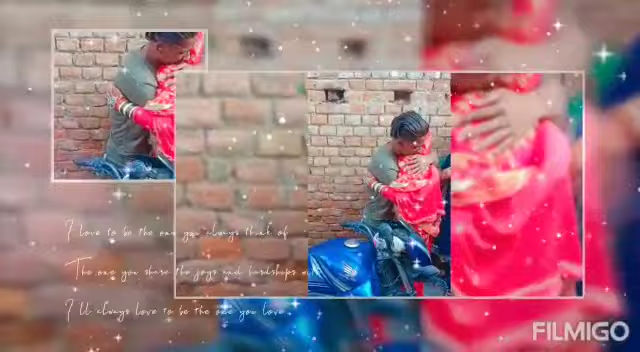 I love to be the one you always think of
The one you share the joys and hardships
I'll always love to be the one you love
FILMIGO